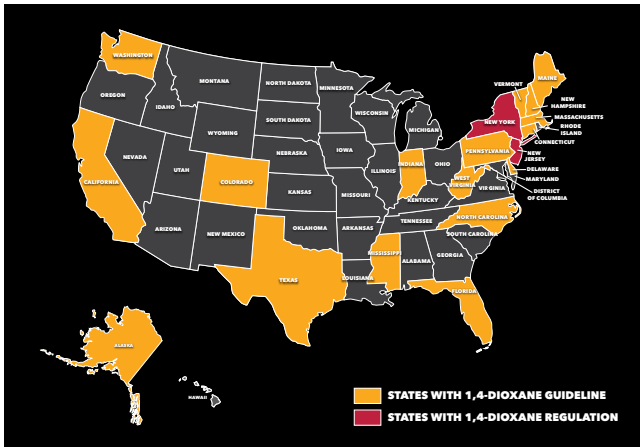 WASHINGTON
MAINE
MONTANA
NORTH DAKOTA
VERMONT
MINNESOTA
OREGON
NEW
HAMPSHIRE
IDAHO
WISCONSIN
MASSACHUSETTS
SOUTH DAKOTA
NEW YORK
MICHIGAN
RHODE
ISLAND
WYOMING
CONNECTICUT
IOWA
PENNSYLVANIA
NEBRASKA
NEW
JERSEY
NEVADA
INDIANA
OHIO
UTAH
ILLINOIS
DELAWARE
COLORADO
WEST
VIRGINIA
MARYLAND
CALIFORNIA
KANSAS
MISSOURI
VIRGINIA
DISTRICT
OF COLUMBIA
KENTUCKY
NORTH CAROLINA
TENNESSEE
ARIZONA
NEW MEXICO
OKLAHOMA
ARKANSAS
SOUTH CAROLINA
MISSISSIPPI
ALABAMA
GEORGIA
TEXAS
LOUISIANA
FLORIDA
ALASKA
HAWAII
STATES WITH 1,4-DIOXANE GUIDELINE
STATES WITH 1,4-DIOXANE REGULATION